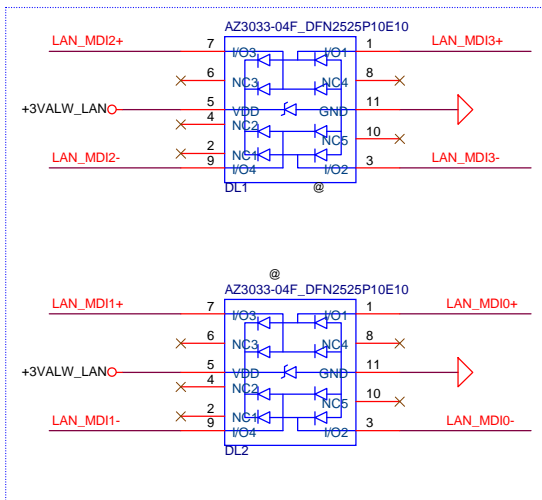 AZ3033-04F_DFN2525P10E10
LAN_MDI2+ 7 I/O3 I/O1 1 LAN_MDI3+
6 NC3 NC4 8
+3VALW_LAN 5 VDD GND 11
4 NC2
NC5 10
2 NC1
LAN_MDI2- 9 I/O4 I/O2 3 LAN_MDI3-
DL1 @
@
AZ3033-04F_DFN2525P10E10
LAN_MDI1+ 7 I/O3 I/O1 1 LAN_MDI0+
6 NC3 NC4 8
+3VALW_LAN 5 VDD GND 11
4 NC2
NC5 10
2 NC1
LAN_MDI1- 9 I/O4 I/O2 3 LAN_MDI0-
DL2